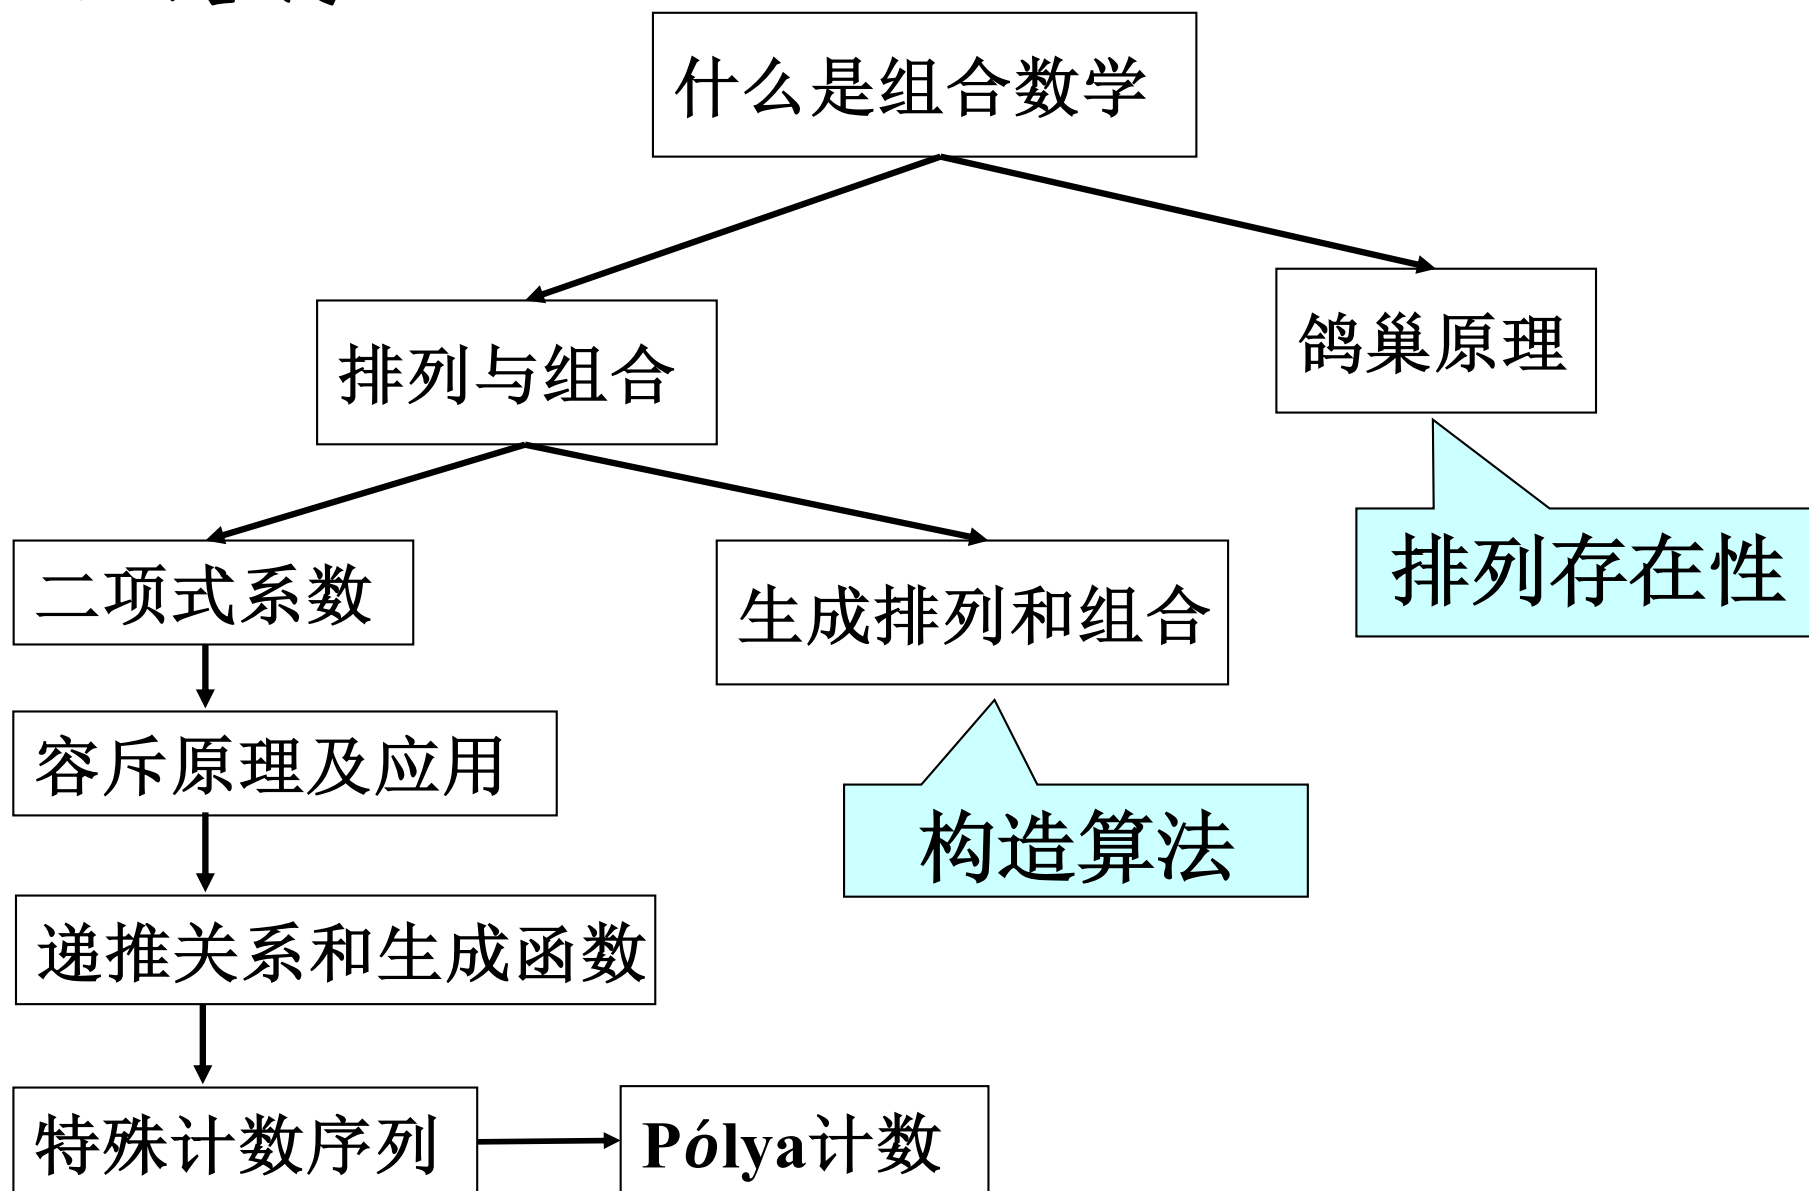 什么是组合数学
排列与组合
鸽巢原理
二项式系数
生成排列和组合
排列存在性
容斥原理及应用
构造算法
递推关系和生成函数
特殊计数序列
Pólya计数